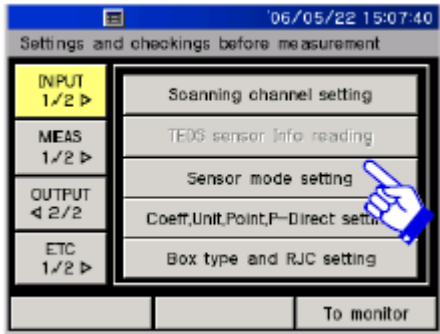 '06/05/22 15:07:40
Settings and checkings before measurement
INPUT
1/2 ▷
Scanning channel setting
TEDS sensor Info reading
MEAS
1/2 ▷
Sensor mode setting
OUTPUT
◁ 2/2
Coeff,Unit,Point,P-Direct
ETC
1/2 ▷
Box type and RJC setting
To monitor